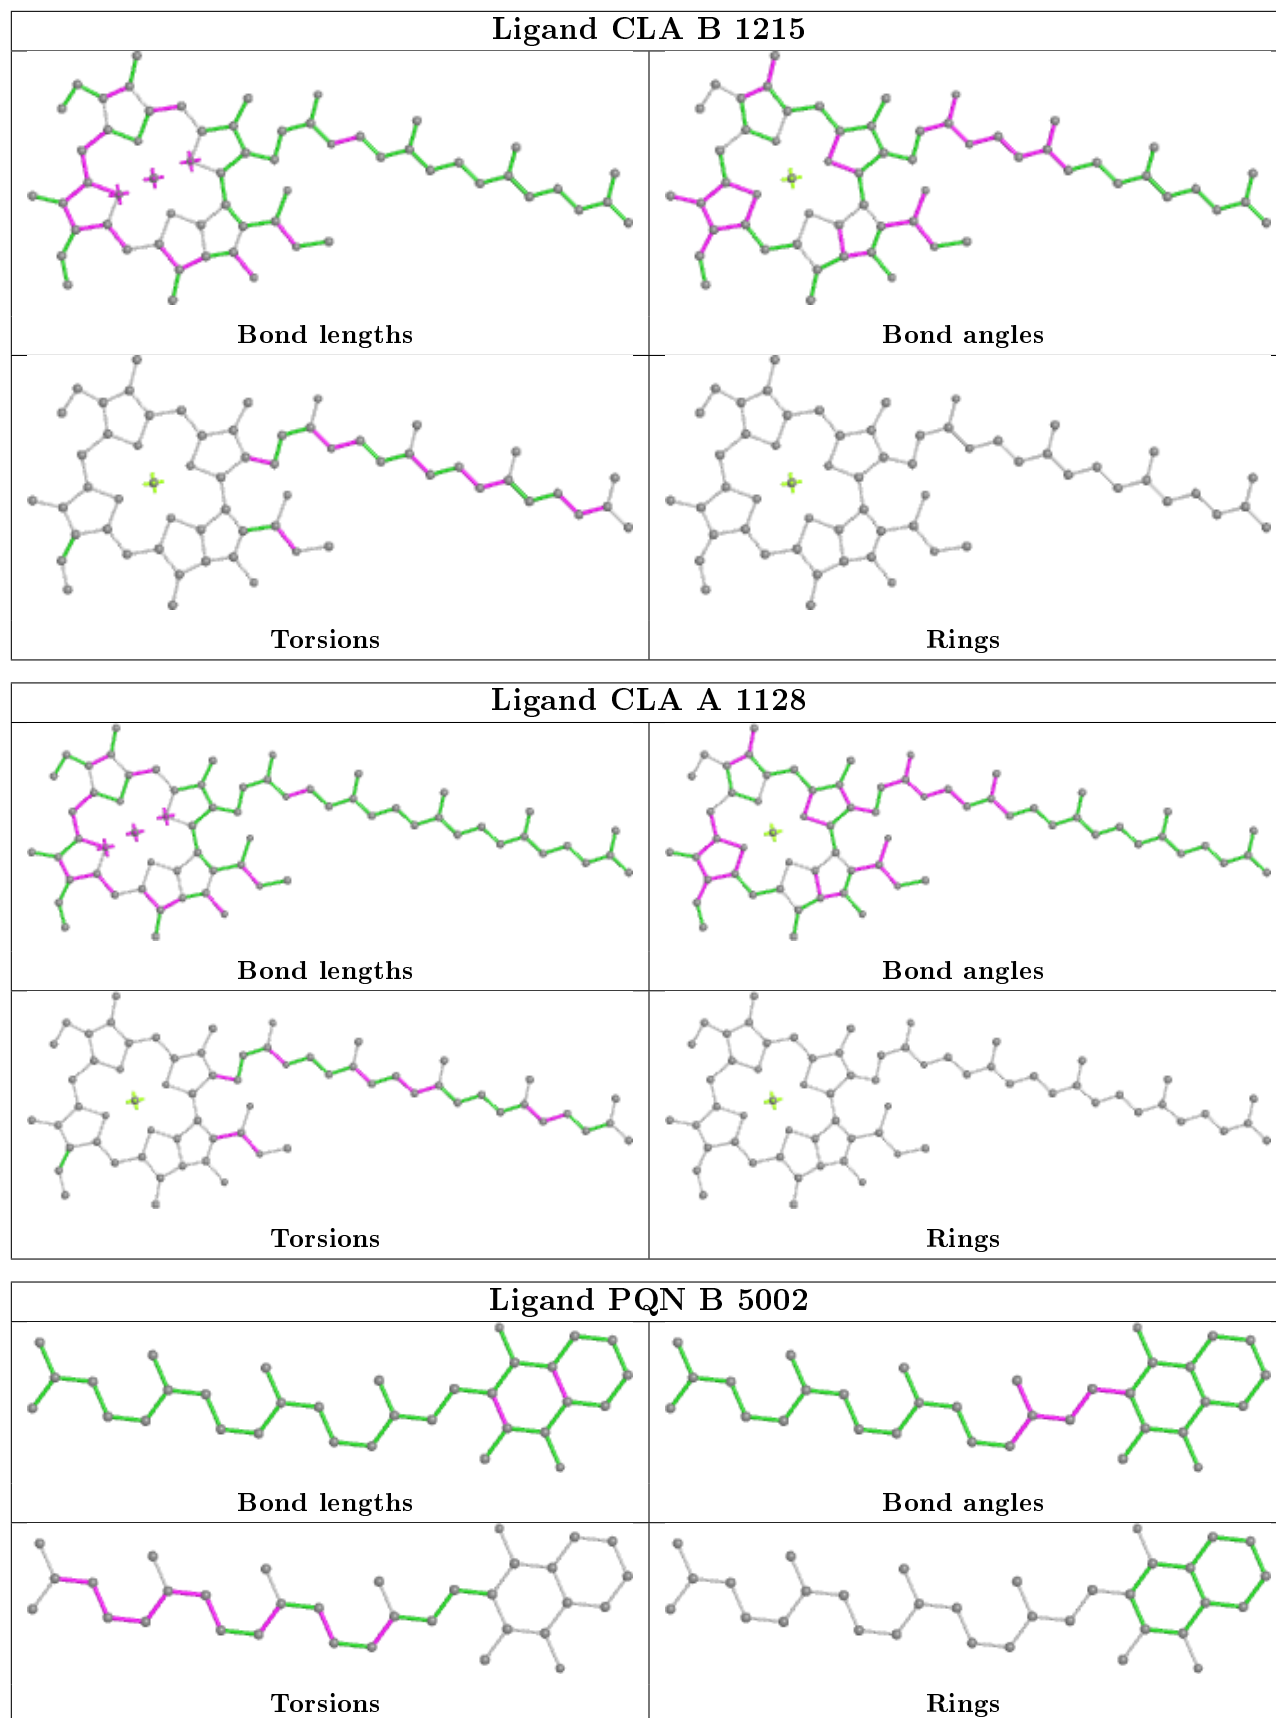 Ligand CLA B 1215
Bond lengths
Bond angles
Torsions
Rings
Ligand CLA A 1128
Bond lengths
Bond angles
Torsions
Rings
Ligand PQN B 5002
Bond lengths
Bond angles
Torsions
Rings